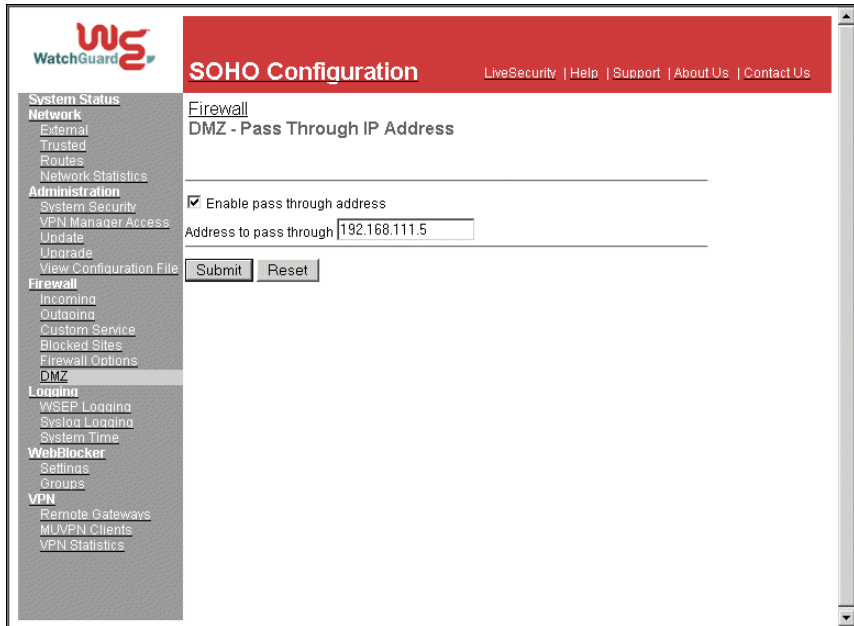 WatchGuard
SOHO Configuration
LiveSecurity | Help | Support | About Us | Contact Us
System Status
Network
External
Trusted
Routes
Network Statistics
Administration
System Security
VPN Manager Access
Update
Upgrade
View Configuration File
Firewall
Incoming
Outgoing
Custom Service
Blocked Sites
Firewall Options
DMZ
Logging
WSEP Logging
Syslog Logging
System Time
WebBlocker
Settings
Groups
VPN
Remote Gateways
MUVPN Clients
VPN Statistics
Firewall
DMZ - Pass Through IP Address
Enable pass through address
Address to pass through 192.168.111.5
Submit Reset